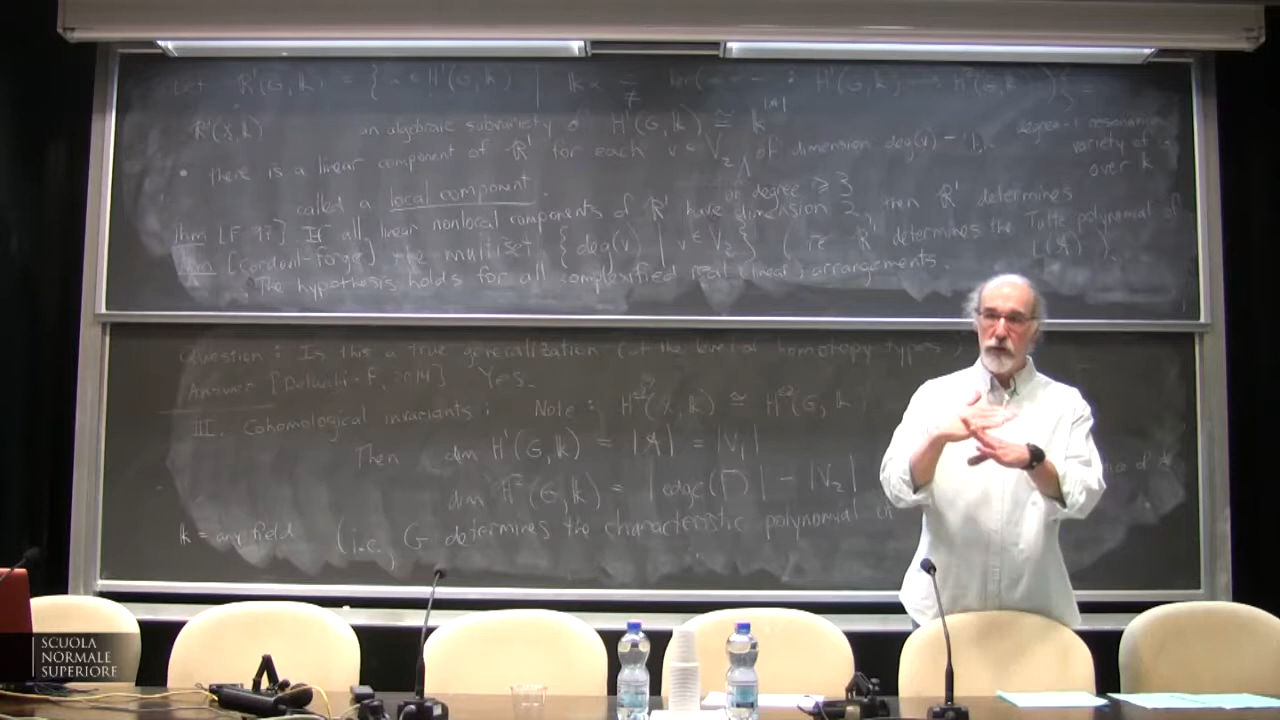 Let R¹(G,k) = { H¹(G,k) | H¹(G,k) → H²(G,k) }
R¹(X,k) an algebraic subvariety of H¹(G,k) ≅ k^|A| degree-1 resonance variety of G over k
• there is a linear component of R¹ for each v ∈ V₂ of dimension deg(v) − 1,
of degree ≥ 3
called a local component.
Thm [F '97] If all linear nonlocal components of R¹ have dimension 2, then R¹ determines
the multiset { deg(v) | v ∈ V₂ } (ie R¹ determines the Tutte polynomial of L(A)).
Thm [Cordovil-Forge] The hypothesis holds for all complexified real (linear) arrangements.
Question: Is this a true generalization (at the level of homotopy types)
Answer [Delucchi-F, 2014] Yes.
III. Cohomological invariants: Note: H^≤2(X,k) ≅ H^≤2(G,k)
Then dim H¹(G,k) = |A| = |V₁|
dim H²(G,k) = |edge(Γ)| − |V₂|
k = any field (i.e., G determines the characteristic polynomial of
SCUOLA
NORMALE
SUPERIORE